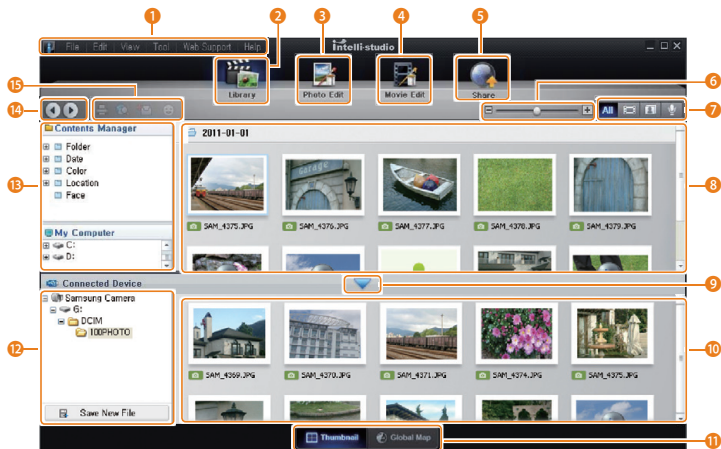 1 2 3 4 5
File Edit View Tool Web Support Help
intelli-studio
Library Photo Edit Movie Edit Share
15 6
14 All 7
Contents Manager
2011-01-01
Folder
Date
Color
Location
Face
13 8
SAM_4375.JPG SAM_4376.JPG SAM_4377.JPG SAM_4378.JPG SAM_4379.JPG
My Computer
C:
D:
Connected Device 9
Samsung Camera
G:
DCIM
100PHOTO
12 10
SAM_4369.JPG SAM_4370.JPG SAM_4371.JPG SAM_4374.JPG SAM_4375.JPG
Save New File
Thumbnail Global Map 11